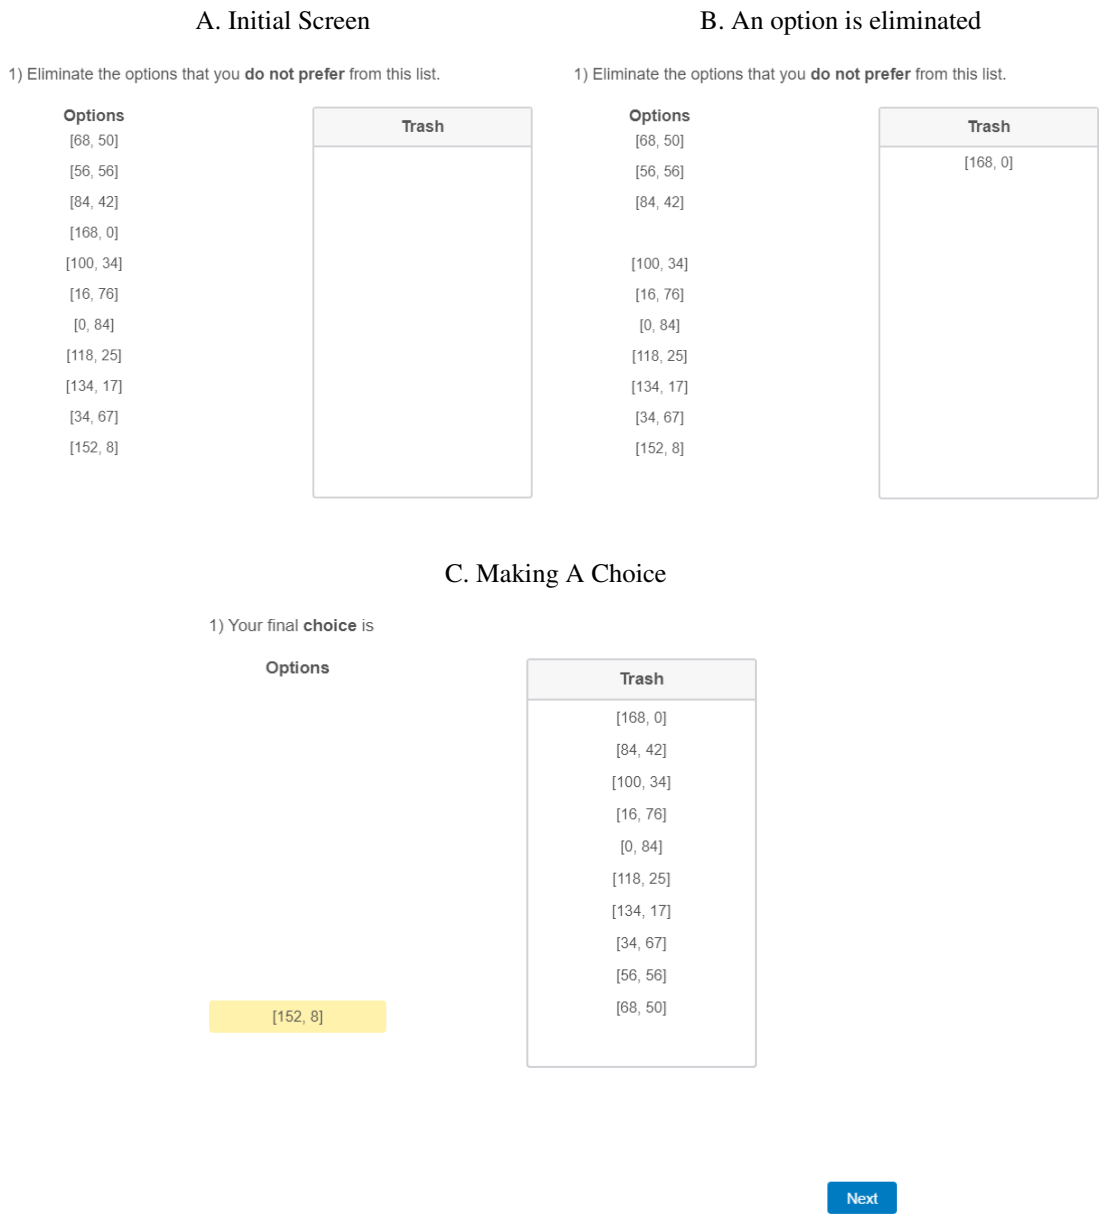 A. Initial Screen
1) Eliminate the options that you do not prefer from this list.
Options
[68, 50]
[56, 56]
[84, 42]
[168, 0]
[100, 34]
[16, 76]
[0, 84]
[118, 25]
[134, 17]
[34, 67]
[152, 8]
Trash
B. An option is eliminated
1) Eliminate the options that you do not prefer from this list.
Options
[68, 50]
[56, 56]
[84, 42]
[100, 34]
[16, 76]
[0, 84]
[118, 25]
[134, 17]
[34, 67]
[152, 8]
Trash
[168, 0]
C. Making A Choice
1) Your final choice is
Options
[152, 8]
Trash
[168, 0]
[84, 42]
[100, 34]
[16, 76]
[0, 84]
[118, 25]
[134, 17]
[34, 67]
[56, 56]
[68, 50]
Next